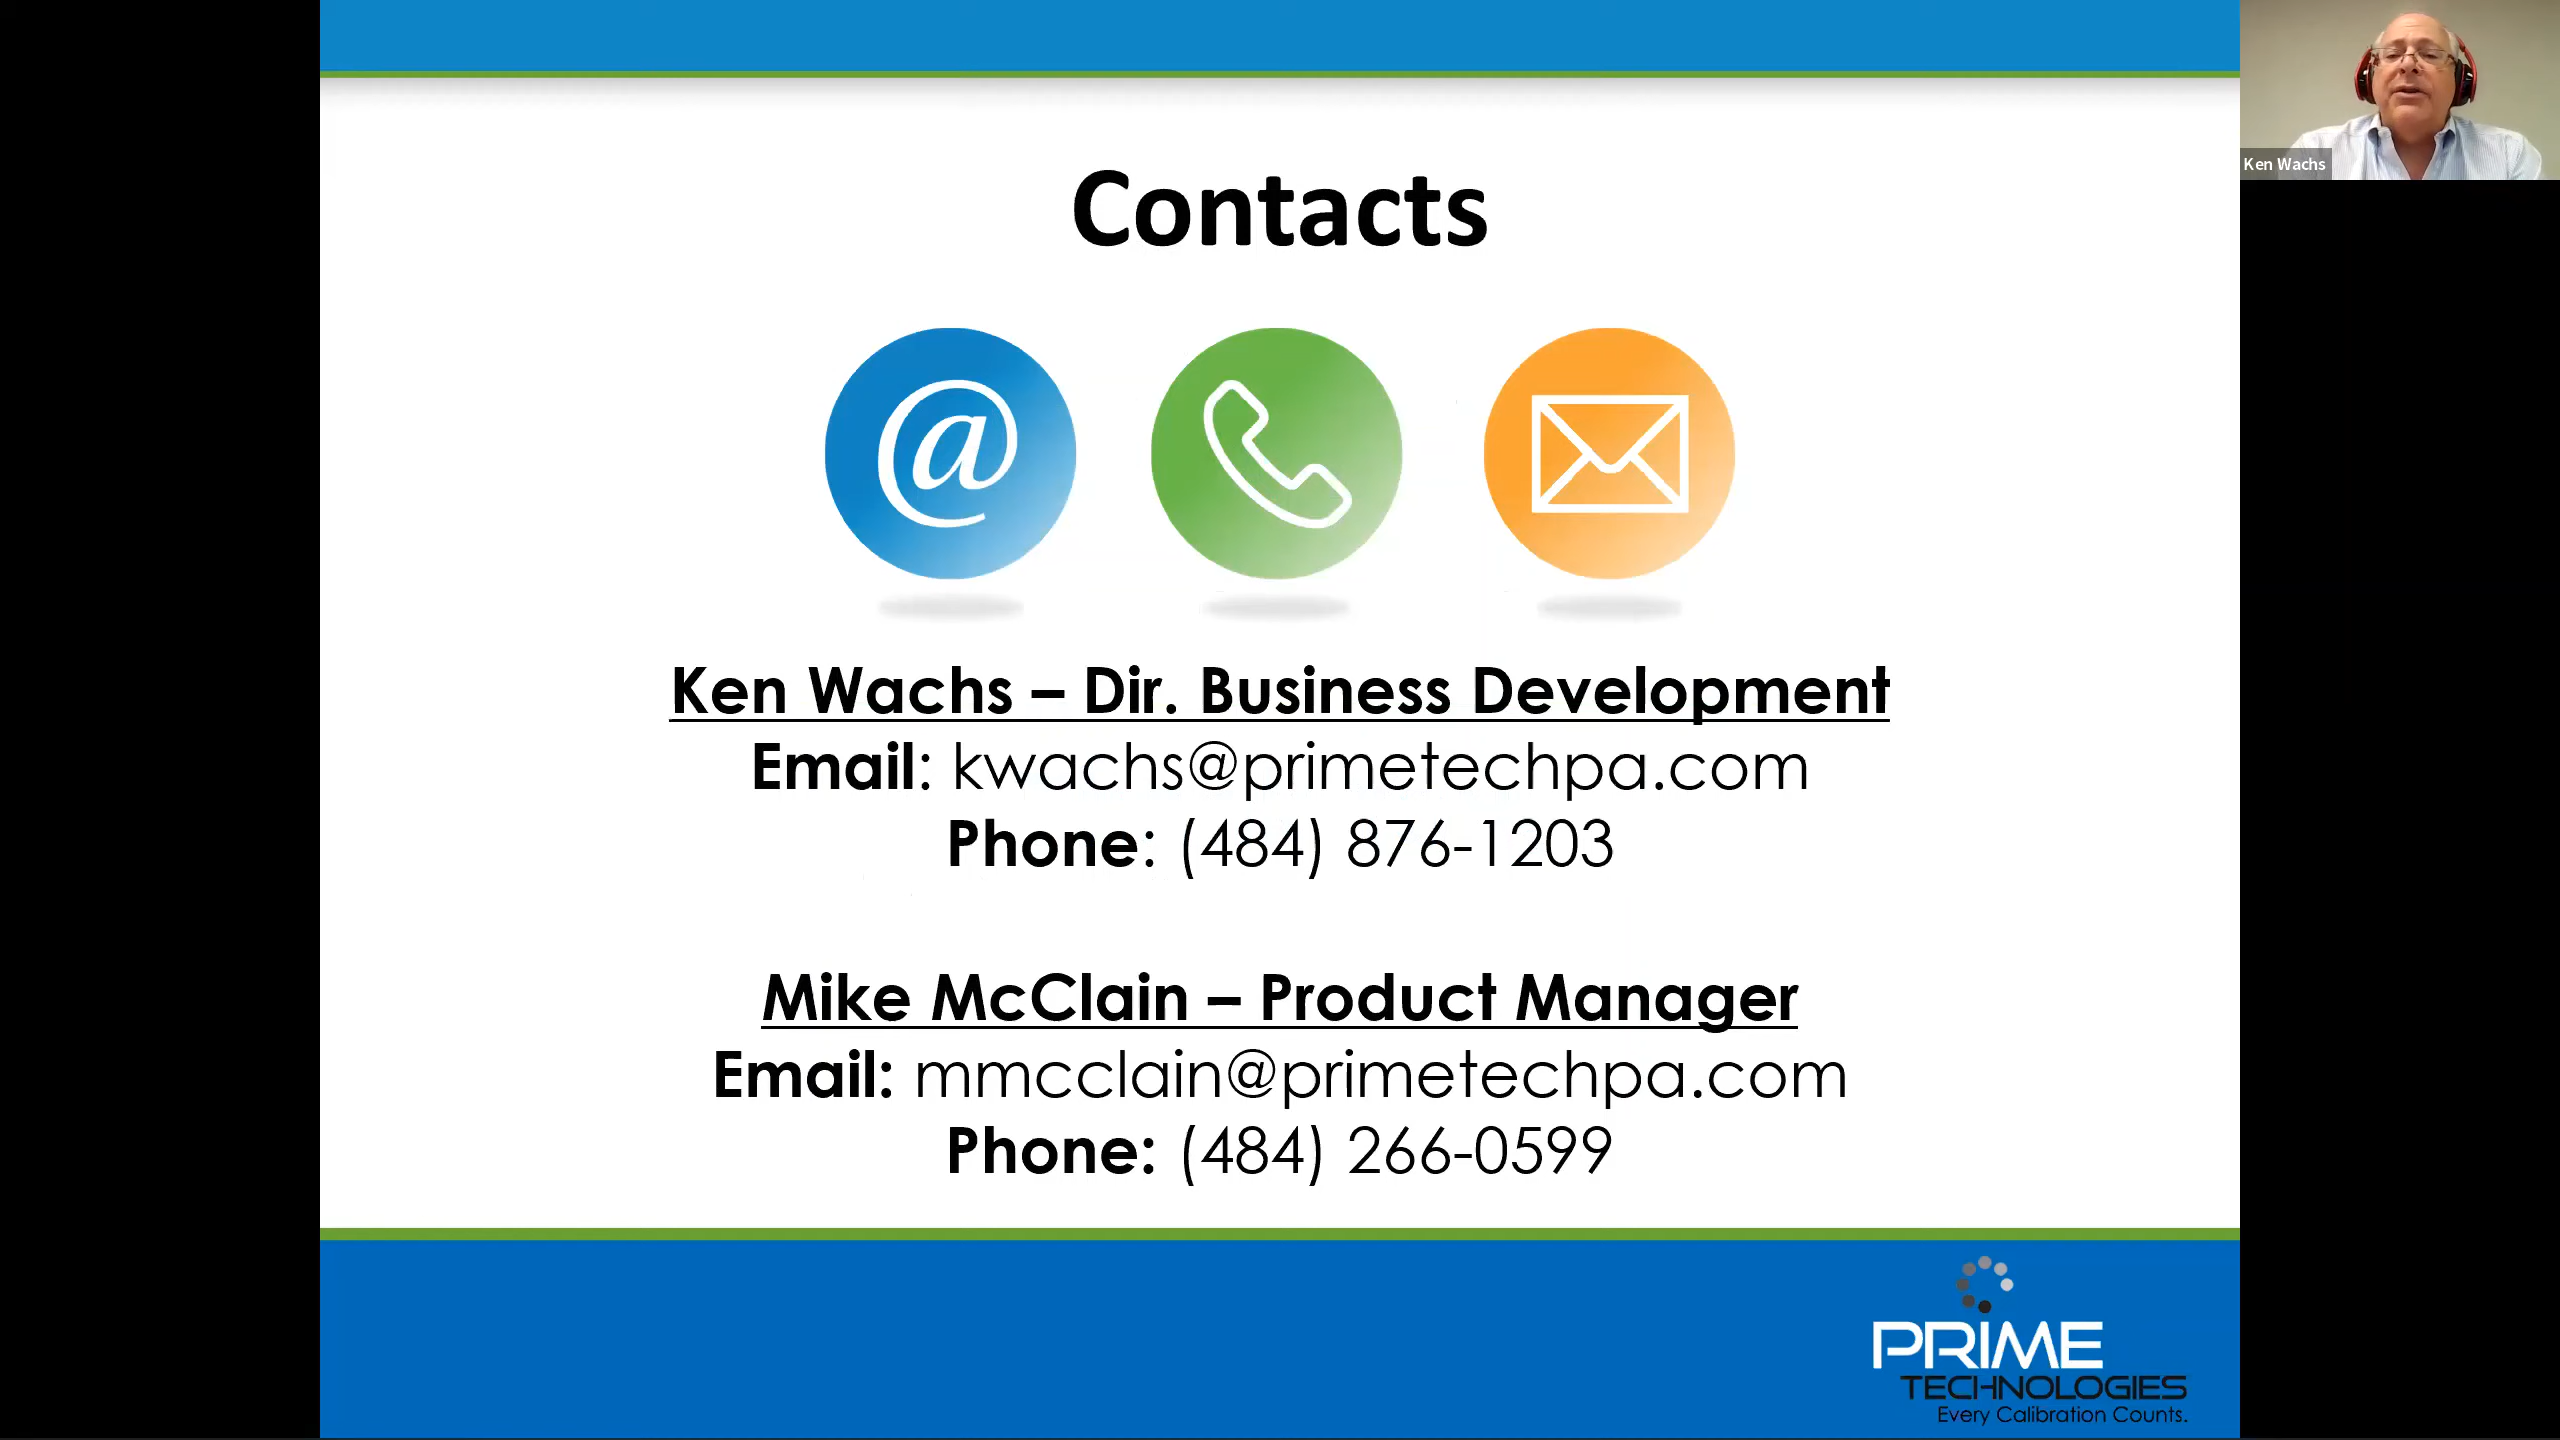 Ken Wachs
Contacts
@
Ken Wachs – Dir. Business Development
Email: kwachs@primetechpa.com
Phone: (484) 876-1203
Mike McClain – Product Manager
Email: mmcclain@primetechpa.com
Phone: (484) 266-0599
PRIME
TECHNOLOGIES
Every Calibration Counts.